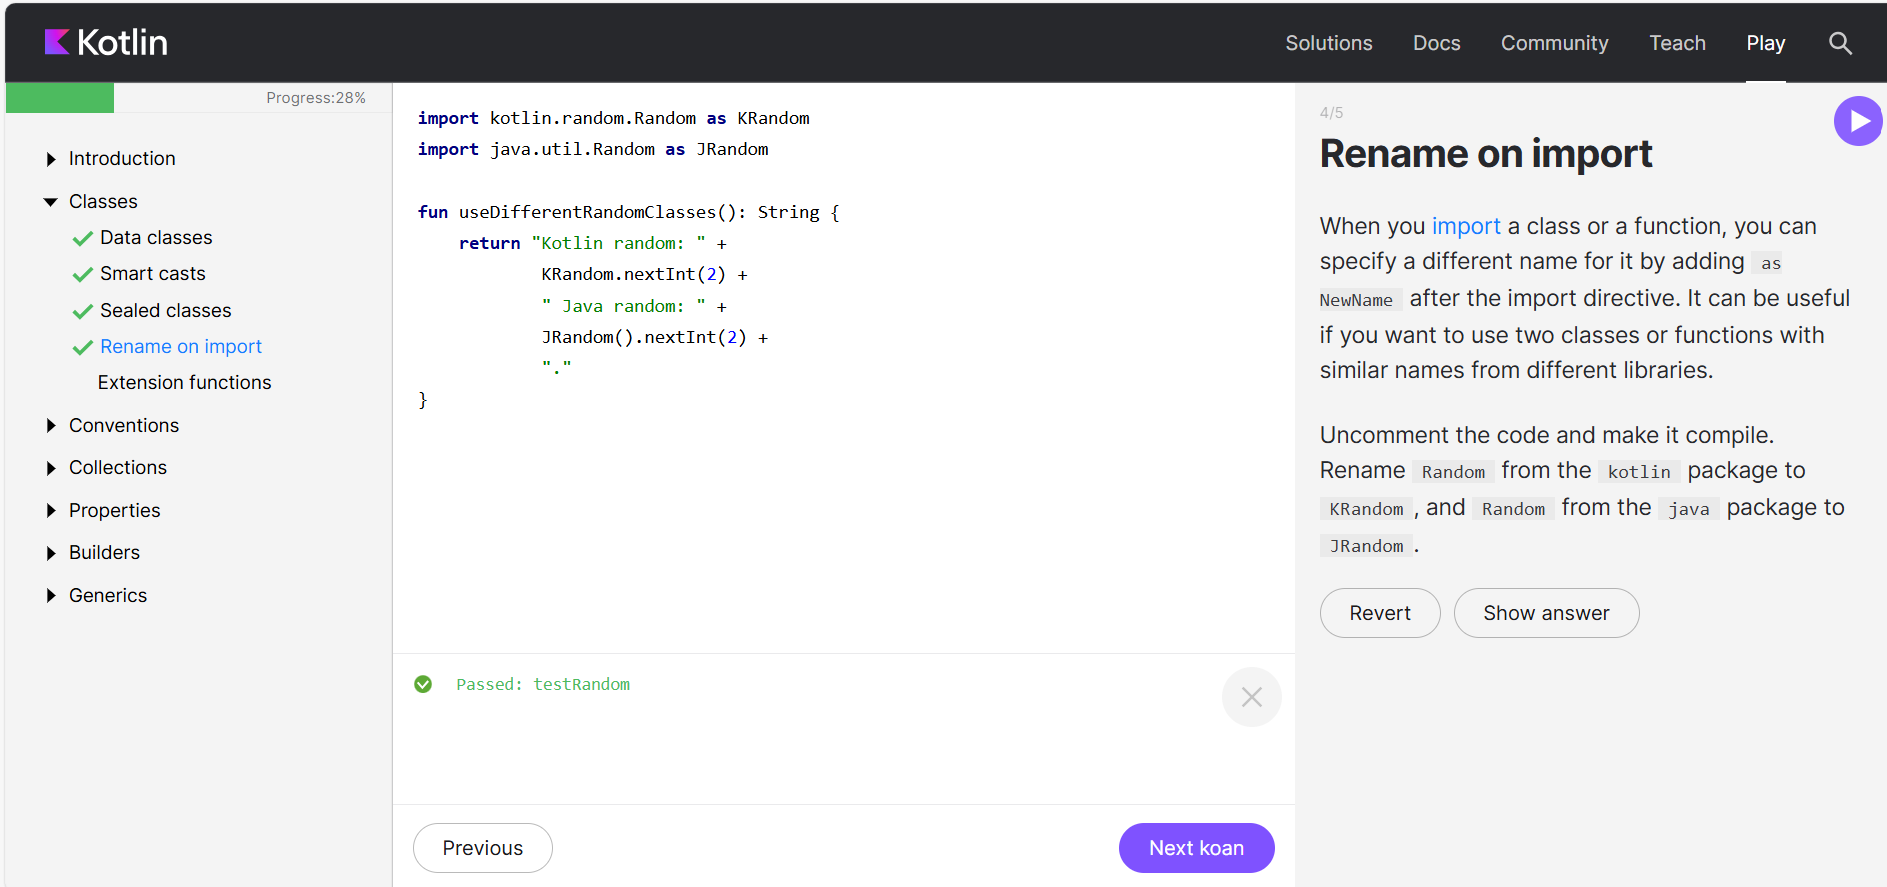 Kotlin
Solutions
Docs
Community
Teach
Play
Progress:28%
Introduction
Classes
Data classes
Smart casts
Sealed classes
Rename on import
Extension functions
Conventions
Collections
Properties
Builders
Generics
import kotlin.random.Random as KRandom
import java.util.Random as JRandom
fun useDifferentRandomClasses(): String {
    return "Kotlin random: " +
            KRandom.nextInt(2) +
            " Java random: " +
            JRandom().nextInt(2) +
            "."
}
Passed: testRandom
Previous
Next koan
4/5
Rename on import
When you import a class or a function, you can
specify a different name for it by adding as
NewName after the import directive. It can be useful
if you want to use two classes or functions with
similar names from different libraries.
Uncomment the code and make it compile.
Rename Random from the kotlin package to
KRandom , and Random from the java package to
JRandom .
Revert
Show answer